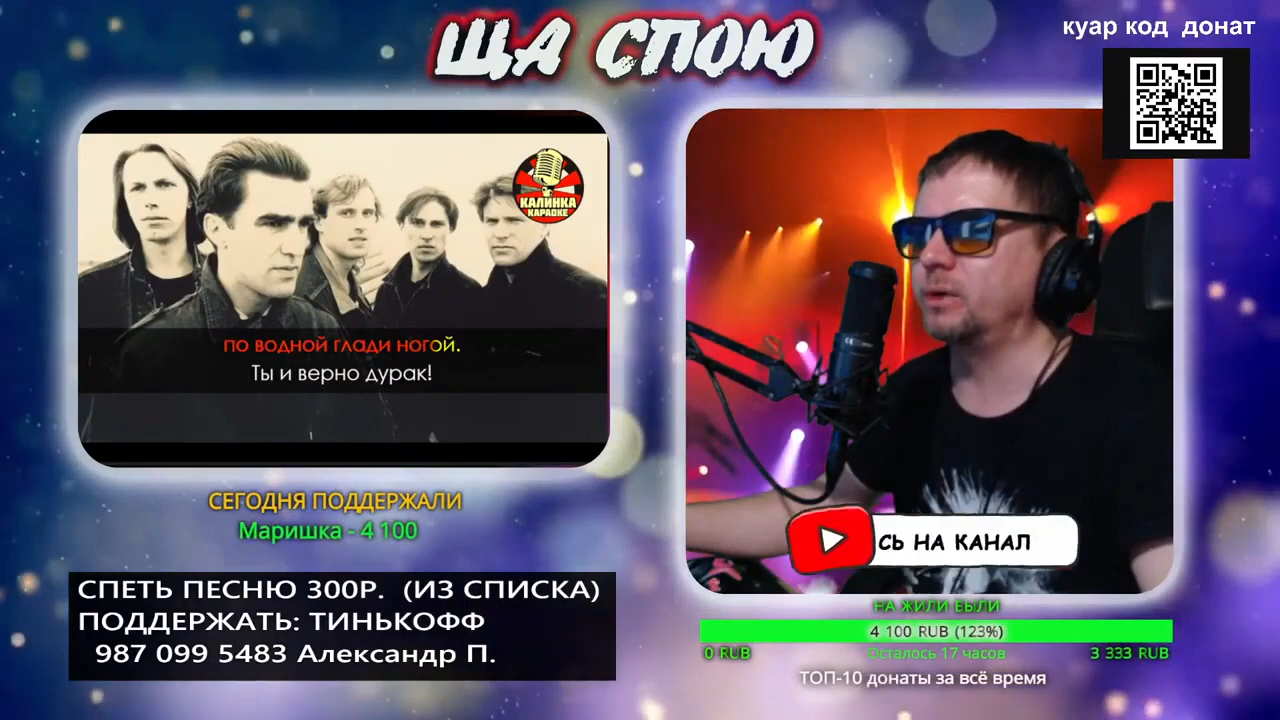 ЩА СПОЮ
куар код донат
КАЛИНКА
КАРАОКЕ
по водной глади ногой.
Ты и верно дурак!
СЕГОДНЯ ПОДДЕРЖАЛИ
Маришка - 4 100
СПЕТЬ ПЕСНЮ 300Р. (ИЗ СПИСКА)
ПОДДЕРЖАТЬ: ТИНЬКОФФ
987 099 5483 Александр П.
СЬ НА КАНАЛ
НА ЖИЛИ БЫЛИ
4 100 RUB (123%)
0 RUB
Осталось 17 часов
3 333 RUB
ТОП-10 донаты за всё время